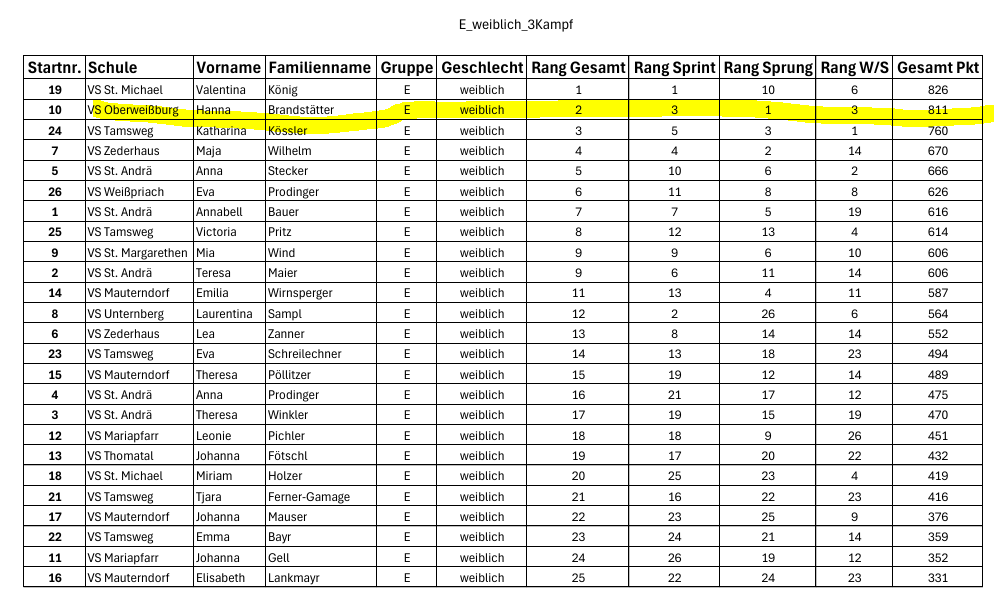 E_weiblich_3Kampf
Startnr. Schule Vorname Familienname Gruppe Geschlecht Rang Gesamt Rang Sprint Rang Sprung Rang W/S Gesamt Pkt
19 VS St. Michael Valentina König E weiblich 1 1 10 6 826
10 VS Oberweißburg Hanna Brandstätter E weiblich 2 3 1 3 811
24 VS Tamsweg Katharina Kössler E weiblich 3 5 3 1 760
7 VS Zederhaus Maja Wilhelm E weiblich 4 4 2 14 670
5 VS St. Andrä Anna Stecker E weiblich 5 10 6 2 666
26 VS Weißpriach Eva Prodinger E weiblich 6 11 8 8 626
1 VS St. Andrä Annabell Bauer E weiblich 7 7 5 19 616
25 VS Tamsweg Victoria Pritz E weiblich 8 12 13 4 614
9 VS St. Margarethen Mia Wind E weiblich 9 9 6 10 606
2 VS St. Andrä Teresa Maier E weiblich 9 6 11 14 606
14 VS Mauterndorf Emilia Wirnsperger E weiblich 11 13 4 11 587
8 VS Unternberg Laurentina Sampl E weiblich 12 2 26 6 564
6 VS Zederhaus Lea Zanner E weiblich 13 8 14 14 552
23 VS Tamsweg Eva Schreilechner E weiblich 14 13 18 23 494
15 VS Mauterndorf Theresa Pöllitzer E weiblich 15 19 12 14 489
4 VS St. Andrä Anna Prodinger E weiblich 16 21 17 12 475
3 VS St. Andrä Theresa Winkler E weiblich 17 19 15 19 470
12 VS Mariapfarr Leonie Pichler E weiblich 18 18 9 26 451
13 VS Thomatal Johanna Fötschl E weiblich 19 17 20 22 432
18 VS St. Michael Miriam Holzer E weiblich 20 25 23 4 419
21 VS Tamsweg Tjara Ferner-Gamage E weiblich 21 16 22 23 416
17 VS Mauterndorf Johanna Mauser E weiblich 22 23 25 9 376
22 VS Tamsweg Emma Bayr E weiblich 23 24 21 14 359
11 VS Mariapfarr Johanna Gell E weiblich 24 26 19 12 352
16 VS Mauterndorf Elisabeth Lankmayr E weiblich 25 22 24 23 331